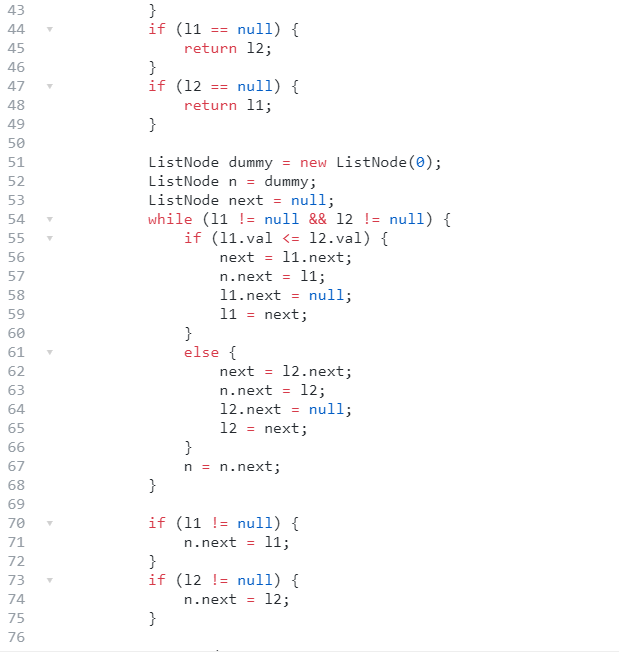 43 }
44 if (l1 == null) {
45 return l2;
46 }
47 if (l2 == null) {
48 return l1;
49 }
50
51 ListNode dummy = new ListNode(0);
52 ListNode n = dummy;
53 ListNode next = null;
54 while (l1 != null && l2 != null) {
55 if (l1.val <= l2.val) {
56 next = l1.next;
57 n.next = l1;
58 l1.next = null;
59 l1 = next;
60 }
61 else {
62 next = l2.next;
63 n.next = l2;
64 l2.next = null;
65 l2 = next;
66 }
67 n = n.next;
68 }
69
70 if (l1 != null) {
71 n.next = l1;
72 }
73 if (l2 != null) {
74 n.next = l2;
75 }
76